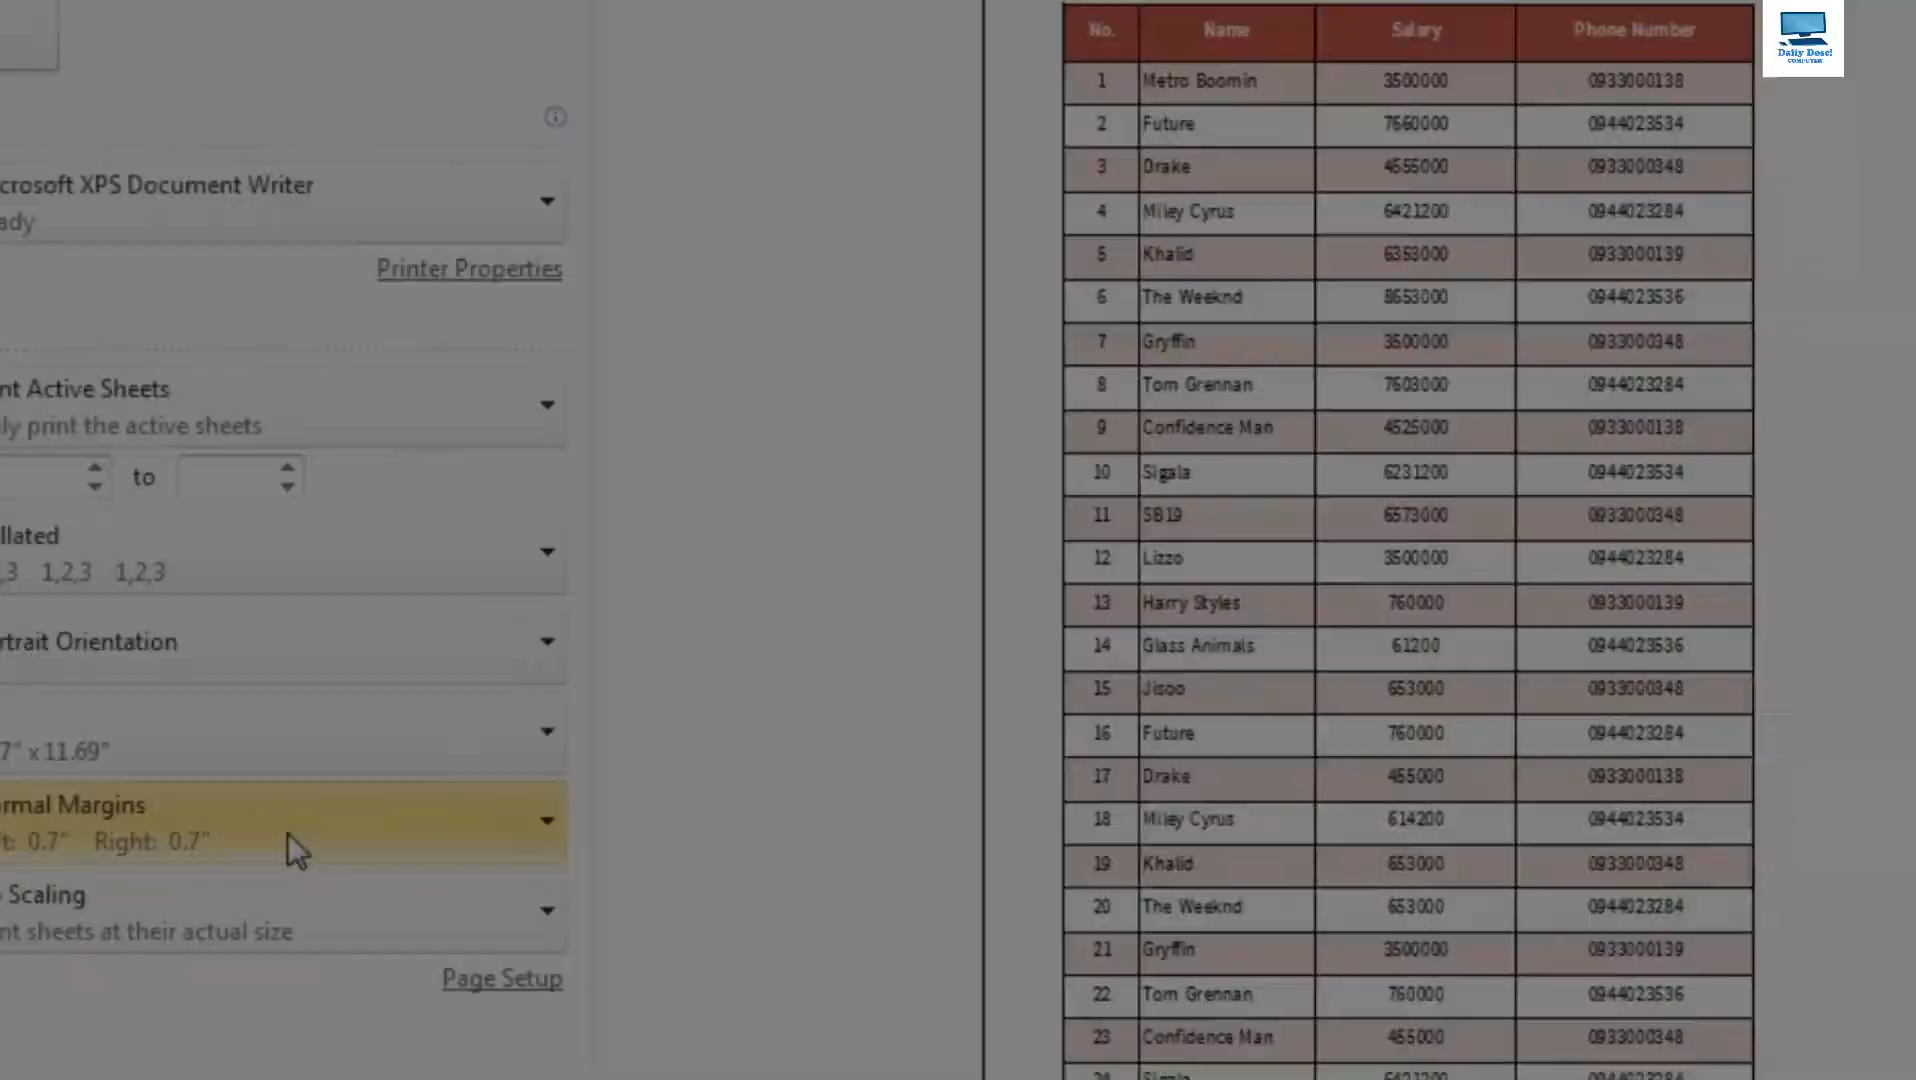 crosoft XPS Document Writer
ady
Printer Properties
nt Active Sheets
ly print the active sheets
to
llated
,3 1,2,3 1,2,3
rtrait Orientation
7" x 11.69"
rmal Margins
t: 0.7" Right: 0.7"
Scaling
nt sheets at their actual size
Page Setup
No. Name Salary Phone Number
1 Metro Boomin 3500000 0933000138
2 Future 7660000 0944023534
3 Drake 4555000 0933000348
4 Miley Cyrus 6421200 0944023284
5 Khalid 6353000 0933000139
6 The Weeknd 8653000 0944023536
7 Gryffin 3500000 0933000348
8 Tom Grennan 7603000 0944023284
9 Confidence Man 4525000 0933000138
10 Sigala 6231200 0944023534
11 SB19 6573000 0933000348
12 Lizzo 3500000 0944023284
13 Harry Styles 760000 0933000139
14 Glass Animals 61200 0944023536
15 Jisoo 653000 0933000348
16 Future 760000 0944023284
17 Drake 455000 0933000138
18 Miley Cyrus 614200 0944023534
19 Khalid 653000 0933000348
20 The Weeknd 653000 0944023284
21 Gryffin 3500000 0933000139
22 Tom Grennan 760000 0944023536
23 Confidence Man 455000 0933000348
Daily Dose!
COMPUTER